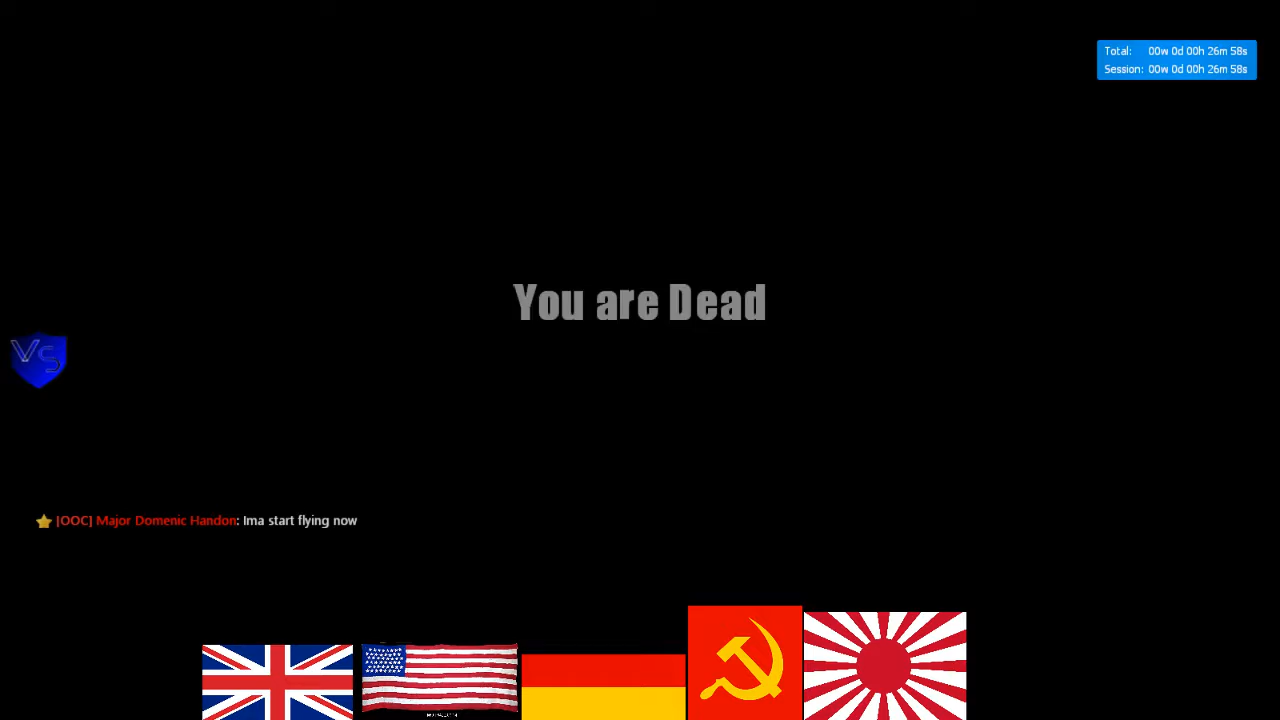 Total: 00w 0d 00h 26m 58s
Session: 00w 0d 00h 26m 58s
You are Dead
VS
[OOC] Major Domenic Handon: Ima start flying now